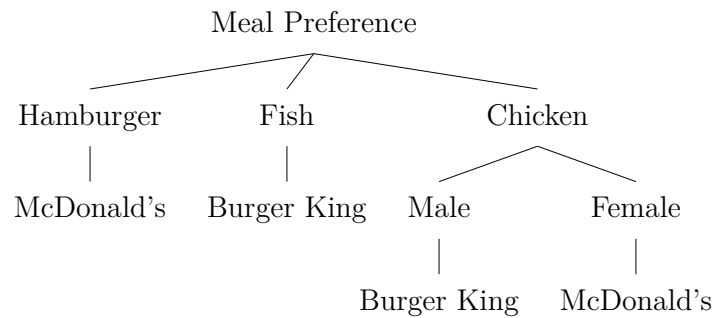 Meal Preference
Hamburger Fish Chicken
McDonald's Burger King Male Female
Burger King McDonald's